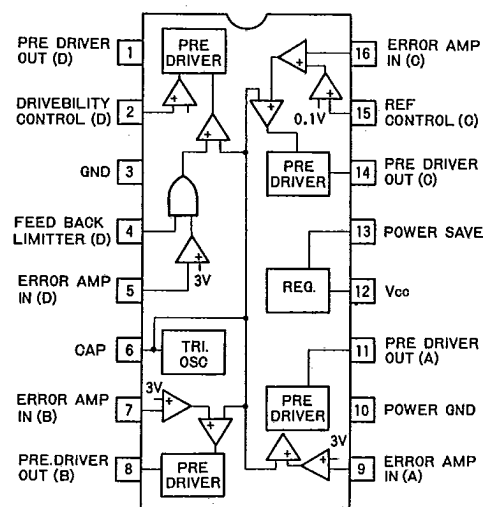 PRE DRIVER
OUT (D)
1
PRE
DRIVER
16
ERROR AMP
IN (C)
DRIVEBILITY
CONTROL (D)
2
0.1V
15
REF
CONTROL (C)
GND
3
PRE
DRIVER
14
PRE DRIVER
OUT (C)
FEED BACK
LIMITTER (D)
4
13
POWER SAVE
ERROR AMP
IN (D)
5
3V
REG.
12
Vcc
CAP
6
TRI.
OSC
11
PRE DRIVER
OUT (A)
ERROR AMP
IN (B)
7
3V
PRE
DRIVER
10
POWER GND
PRE.DRIVER
OUT (B)
8
PRE
DRIVER
3V
9
ERROR AMP
IN (A)